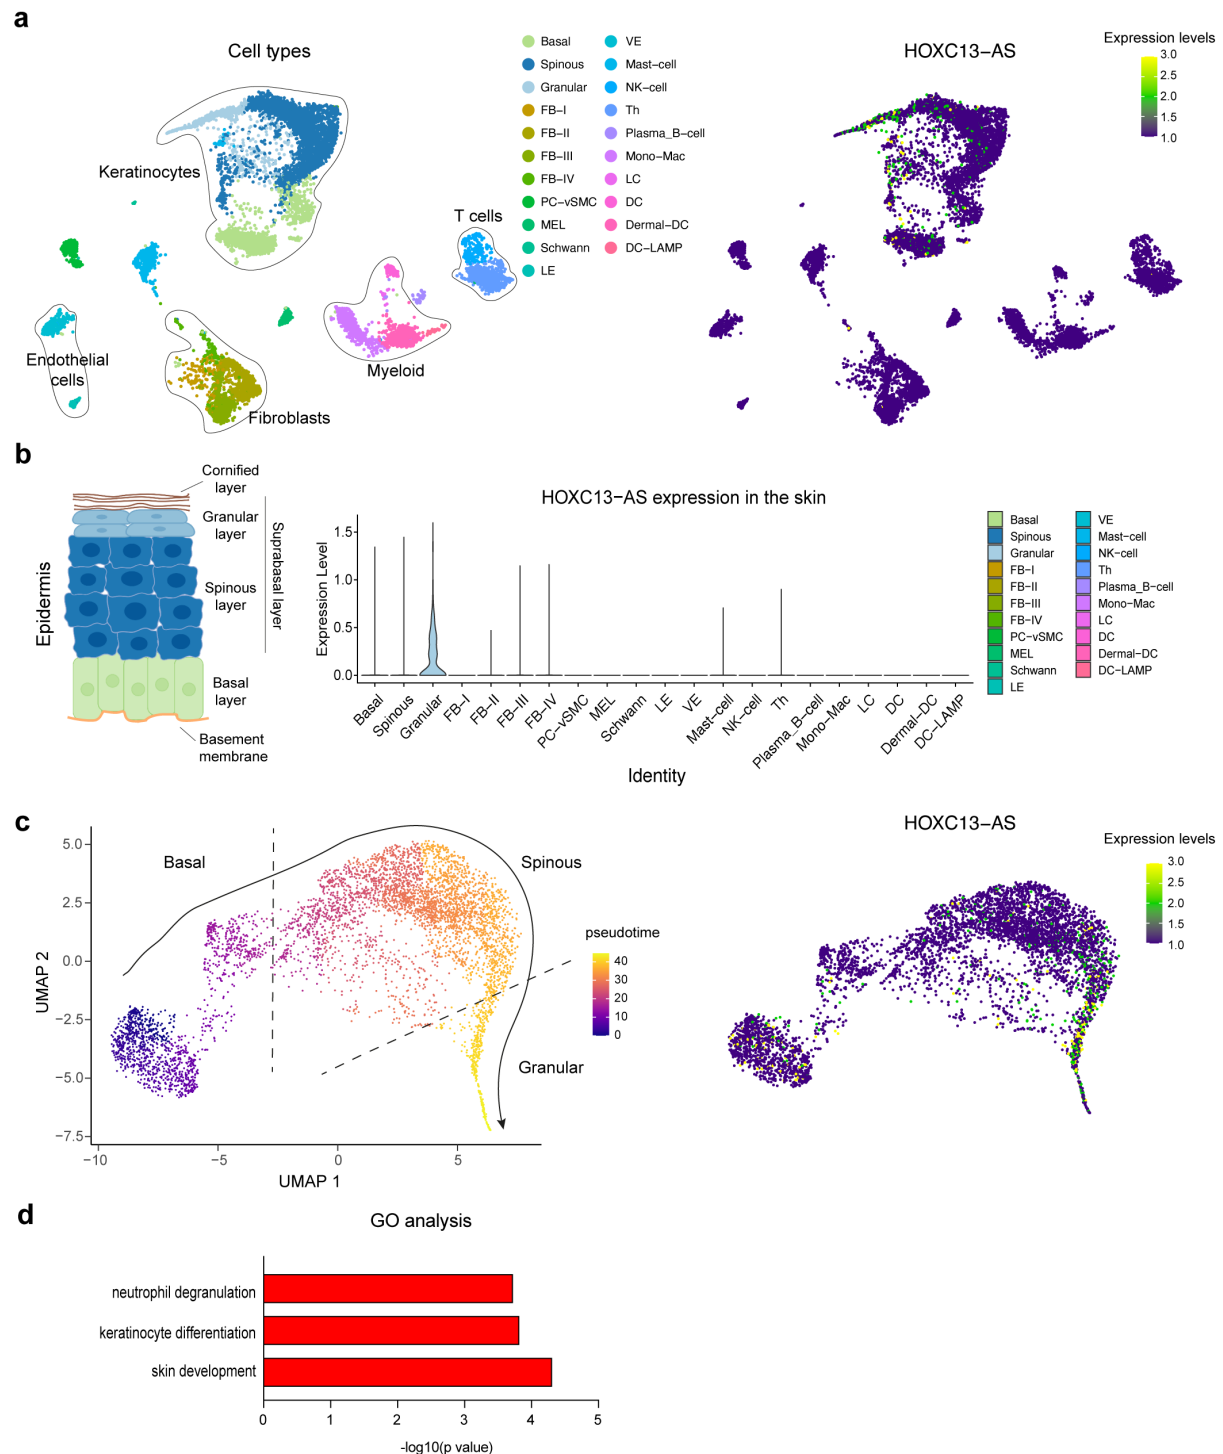 a
Cell types
Basal
Spinous
Granular
FB-I
FB-II
FB-III
FB-IV
PC-vSMC
MEL
Schwann
LE
VE
Mast-cell
NK-cell
Th
Plasma_B-cell
Mono-Mac
LC
DC
Dermal-DC
DC-LAMP
Keratinocytes
T cells
Endothelial
cells
Fibroblasts
Myeloid
HOXC13-AS
Expression levels
3.0
2.5
2.0
1.5
1.0
b
Epidermis
Cornified
layer
Granular
layer
Spinous
layer
Suprabasal layer
Basal
layer
Basement
membrane
HOXC13-AS expression in the skin
Expression Level
1.5
1.0
0.5
0.0
Basal
Spinous
Granular
FB-I
FB-II
FB-III
FB-IV
PC-vSMC
MEL
Schwann
LE
VE
Mast-cell
NK-cell
Th
Plasma_B-cell
Mono-Mac
LC
DC
Dermal-DC
DC-LAMP
Identity
Basal
Spinous
Granular
FB-I
FB-II
FB-III
FB-IV
PC-vSMC
MEL
Schwann
LE
VE
Mast-cell
NK-cell
Th
Plasma_B-cell
Mono-Mac
LC
DC
Dermal-DC
DC-LAMP
c
UMAP 2
5.0
2.5
0.0
−2.5
−5.0
−7.5
Basal
Spinous
Granular
−10
−5
0
5
UMAP 1
pseudotime
40
30
20
10
0
HOXC13-AS
Expression levels
3.0
2.5
2.0
1.5
1.0
d
GO analysis
neutrophil degranulation
keratinocyte differentiation
skin development
0
1
2
3
4
5
-log10(p value)